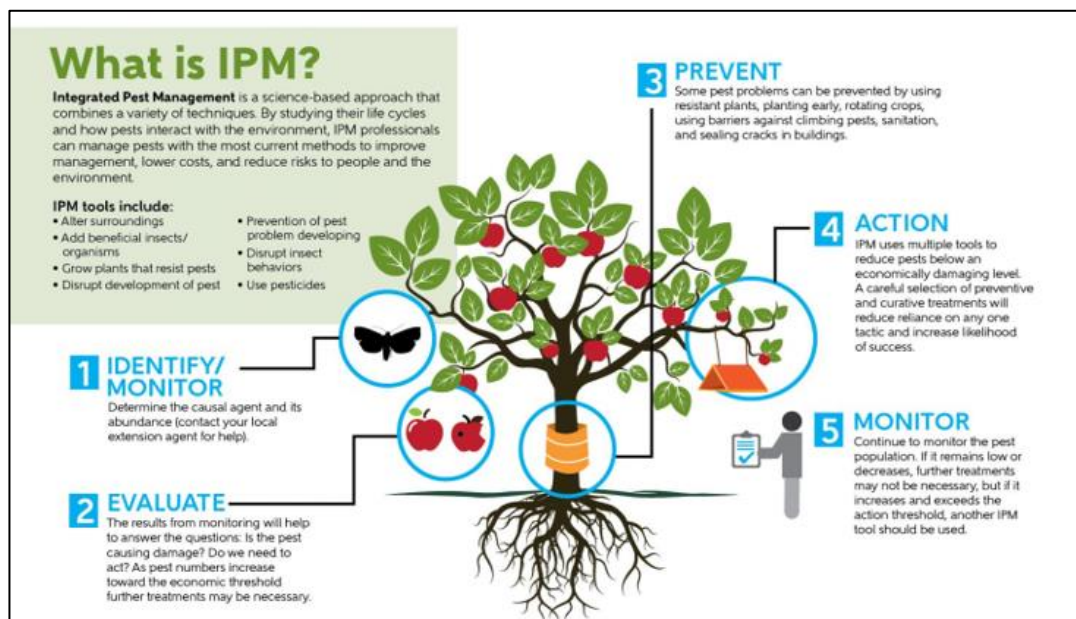 What is IPM?
Integrated Pest Management is a science-based approach that
combines a variety of techniques. By studying their life cycles
and how pests interact with the environment, IPM professionals
can manage pests with the most current methods to improve
management, lower costs, and reduce risks to people and the
environment.
IPM tools include:
• Alter surroundings
• Add beneficial insects/
organisms
• Grow plants that resist pests
• Disrupt development of pest
• Prevention of pest
problem developing
• Disrupt insect
behaviors
• Use pesticides
1 IDENTIFY/
MONITOR
Determine the causal agent and its
abundance (contact your local
extension agent for help).
2 EVALUATE
The results from monitoring will help
to answer the questions: Is the pest
causing damage? Do we need to
act? As pest numbers increase
toward the economic threshold
further treatments may be necessary.
3 PREVENT
Some pest problems can be prevented by using
resistant plants, planting early, rotating crops,
using barriers against climbing pests, sanitation,
and sealing cracks in buildings.
4 ACTION
IPM uses multiple tools to
reduce pests below an
economically damaging level.
A careful selection of preventive
and curative treatments will
reduce reliance on any one
tactic and increase likelihood
of success.
5 MONITOR
Continue to monitor the pest
population. If it remains low or
decreases, further treatments
may not be necessary, but if it
increases and exceeds the
action threshold, another IPM
tool should be used.